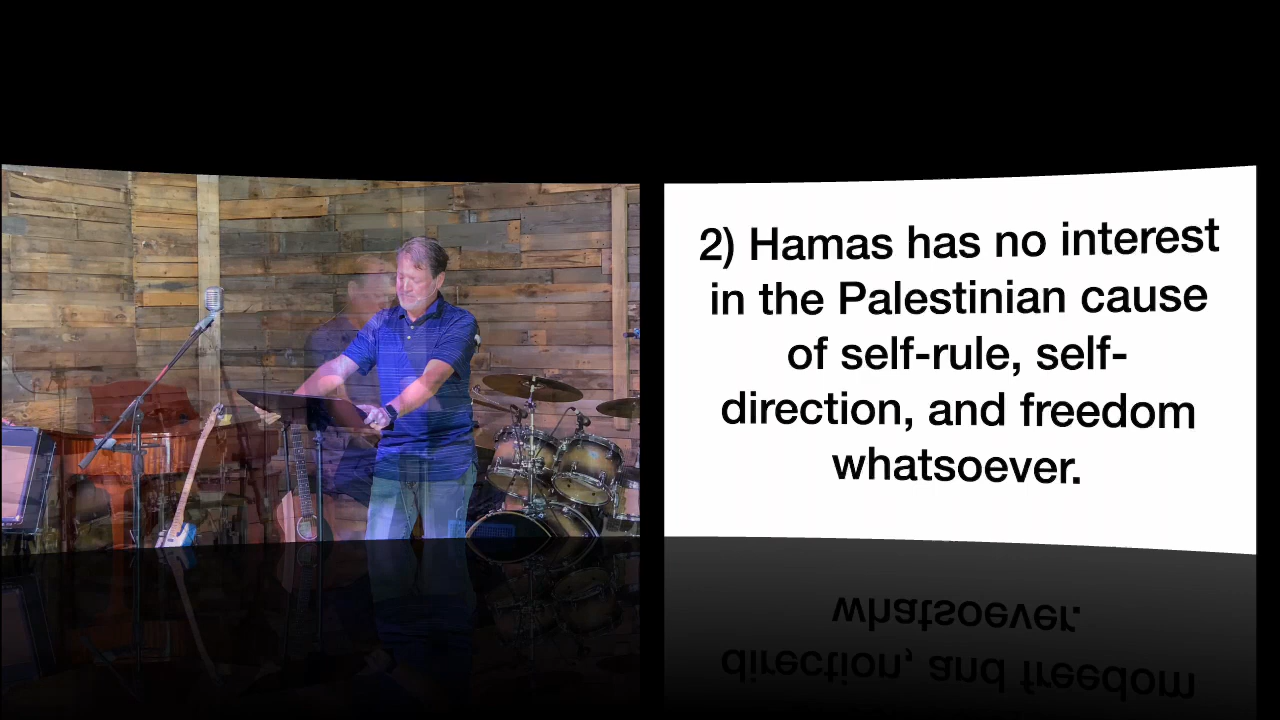 2) Hamas has no interest
in the Palestinian cause
of self-rule, self-
direction, and freedom
whatsoever.